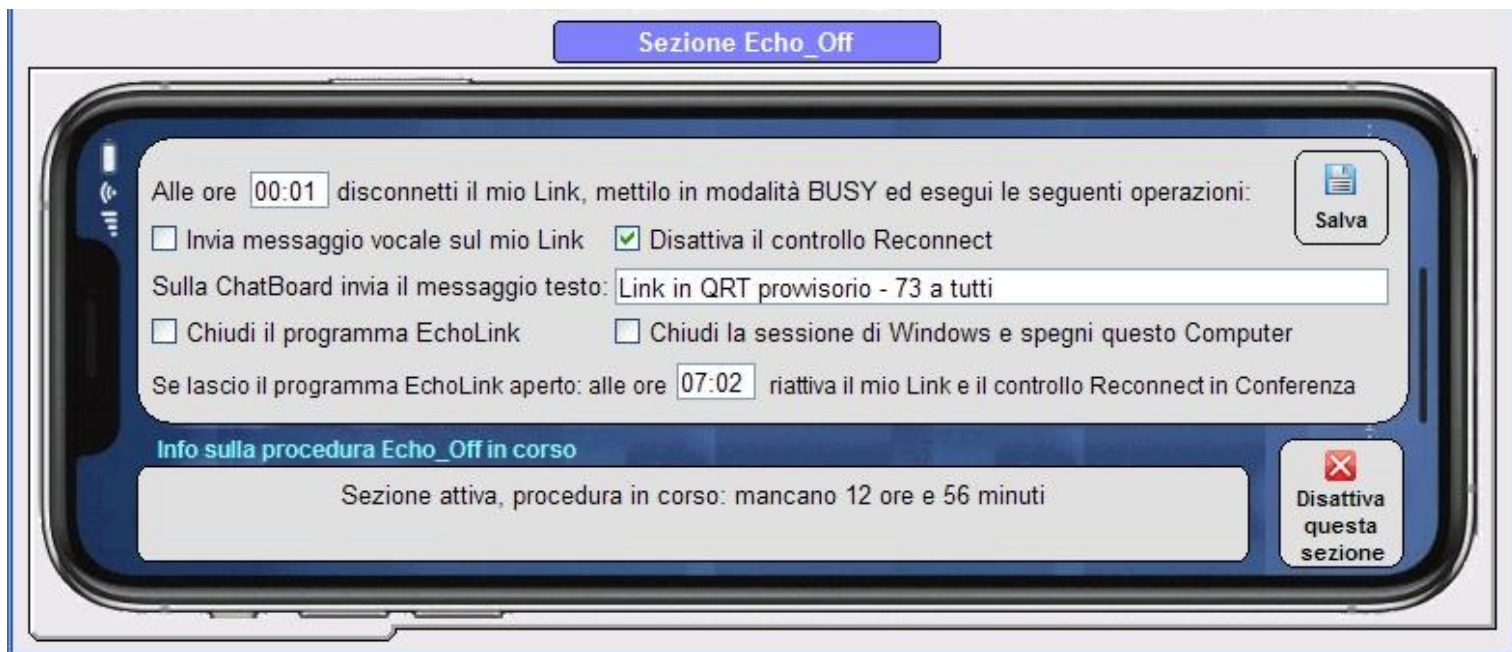 Sezione Echo_Off
Alle ore 00:01 disconnetti il mio Link, mettilo in modalità BUSY ed esegui le seguenti operazioni:
Salva
Invia messaggio vocale sul mio Link Disattiva il controllo Reconnect
Sulla ChatBoard invia il messaggio testo: Link in QRT provvisorio - 73 a tutti
Chiudi il programma EchoLink Chiudi la sessione di Windows e spegni questo Computer
Se lascio il programma EchoLink aperto: alle ore 07:02 riattiva il mio Link e il controllo Reconnect in Conferenza
Info sulla procedura Echo_Off in corso
Sezione attiva, procedura in corso: mancano 12 ore e 56 minuti
Disattiva
questa
sezione